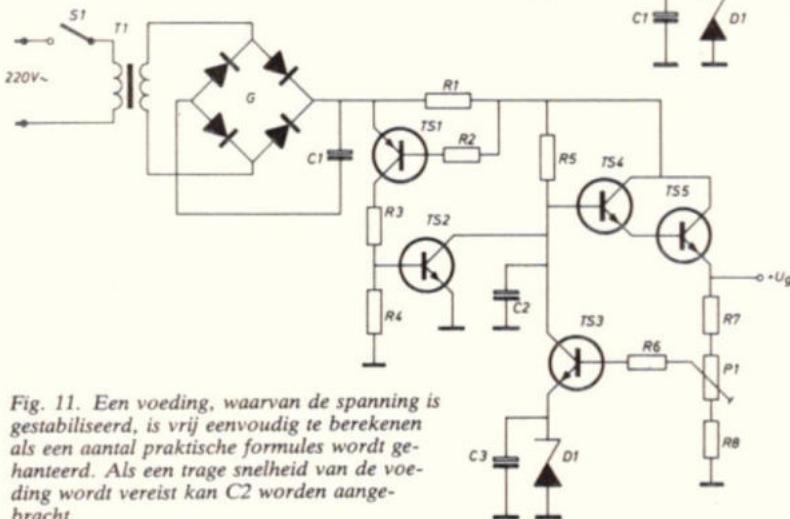 C1
D1
S1
T1
220V~
G
C1
R1
TS1
R2
R5
TS4
TS5
R3
TS2
+Ug
R4
C2
TS3
R7
R6
P1
R8
C3
D1
Fig. 11. Een voeding, waarvan de spanning is
gestabiliseerd, is vrij eenvoudig te berekenen
als een aantal praktische formules wordt ge-
hanteerd. Als een trage snelheid van de voe-
ding wordt vereist kan C2 worden aange-
bracht